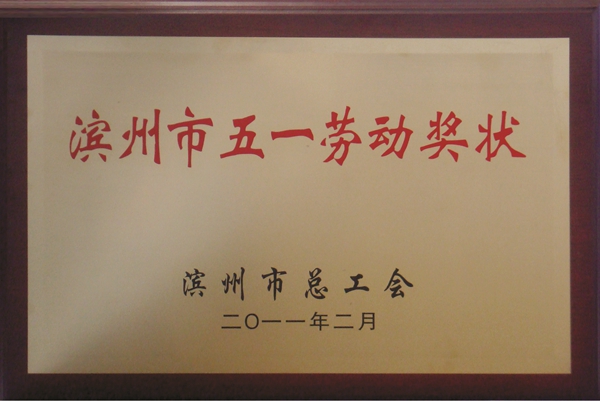 滨州市五一劳动奖状
滨州市总工会
二〇一一年二月